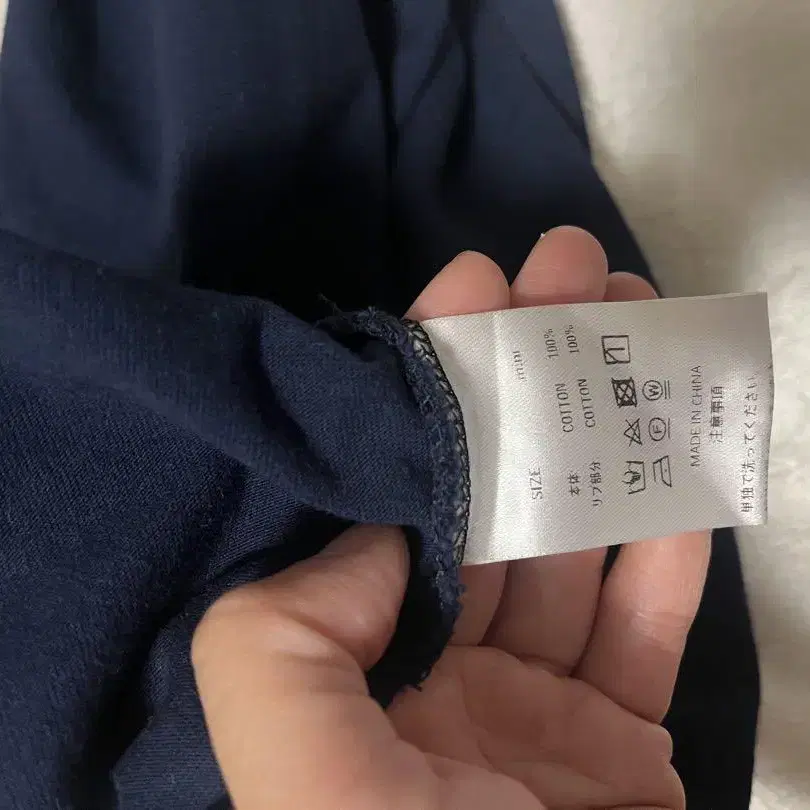 SIZE mini
本体 COTTON 100%
リブ部分 COTTON 100%
F W
MADE IN CHINA
注意事項
単独で洗ってください。